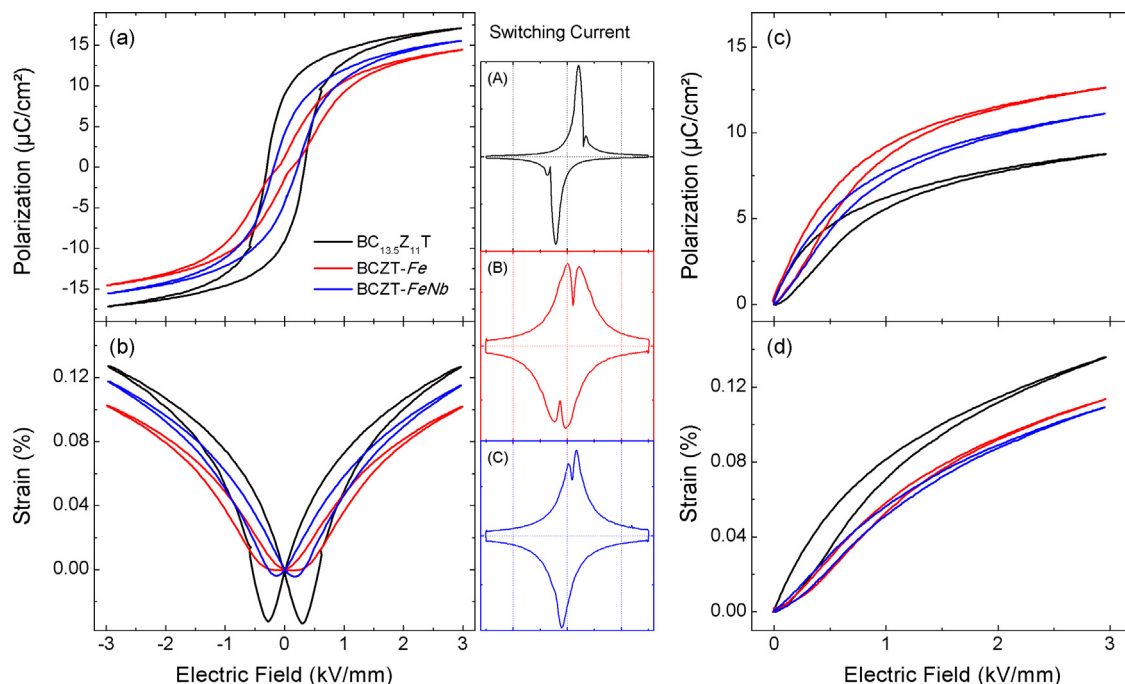 (a)
Polarization (µC/cm²)
15
10
5
0
-5
-10
-15
BC₁₃.₅Z₁₁T
BCZT-Fe
BCZT-FeNb
(b)
Strain (%)
0.12
0.08
0.04
0.00
-3 -2 -1 0 1 2 3
Electric Field (kV/mm)
Switching Current
(A)
(B)
(C)
(c)
Polarization (µC/cm²)
15
10
5
0
(d)
Strain (%)
0.12
0.08
0.04
0.00
0 1 2 3
Electric Field (kV/mm)